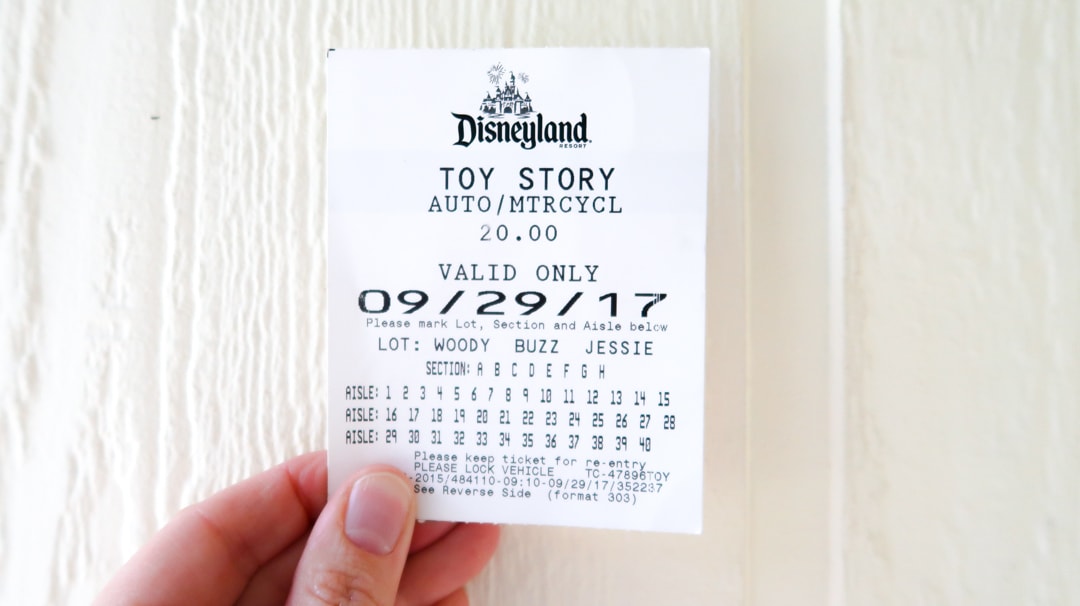 Disneyland
RESORT
TOY STORY
AUTO/MTRCYCL
20.00
VALID ONLY
09/29/17
Please mark Lot, Section and Aisle below
LOT: WOODY BUZZ JESSIE
SECTION: A B C D E F G H
AISLE: 1 2 3 4 5 6 7 8 9 10 11 12 13 14 15
AISLE: 16 17 18 19 20 21 22 23 24 25 26 27 28
AISLE: 29 30 31 32 33 34 35 36 37 38 39 40
Please keep ticket for re-entry
PLEASE LOCK VEHICLE TC-47896TOY
-2015/484110-09:10-09/29/17/352237
See Reverse Side (format 303)